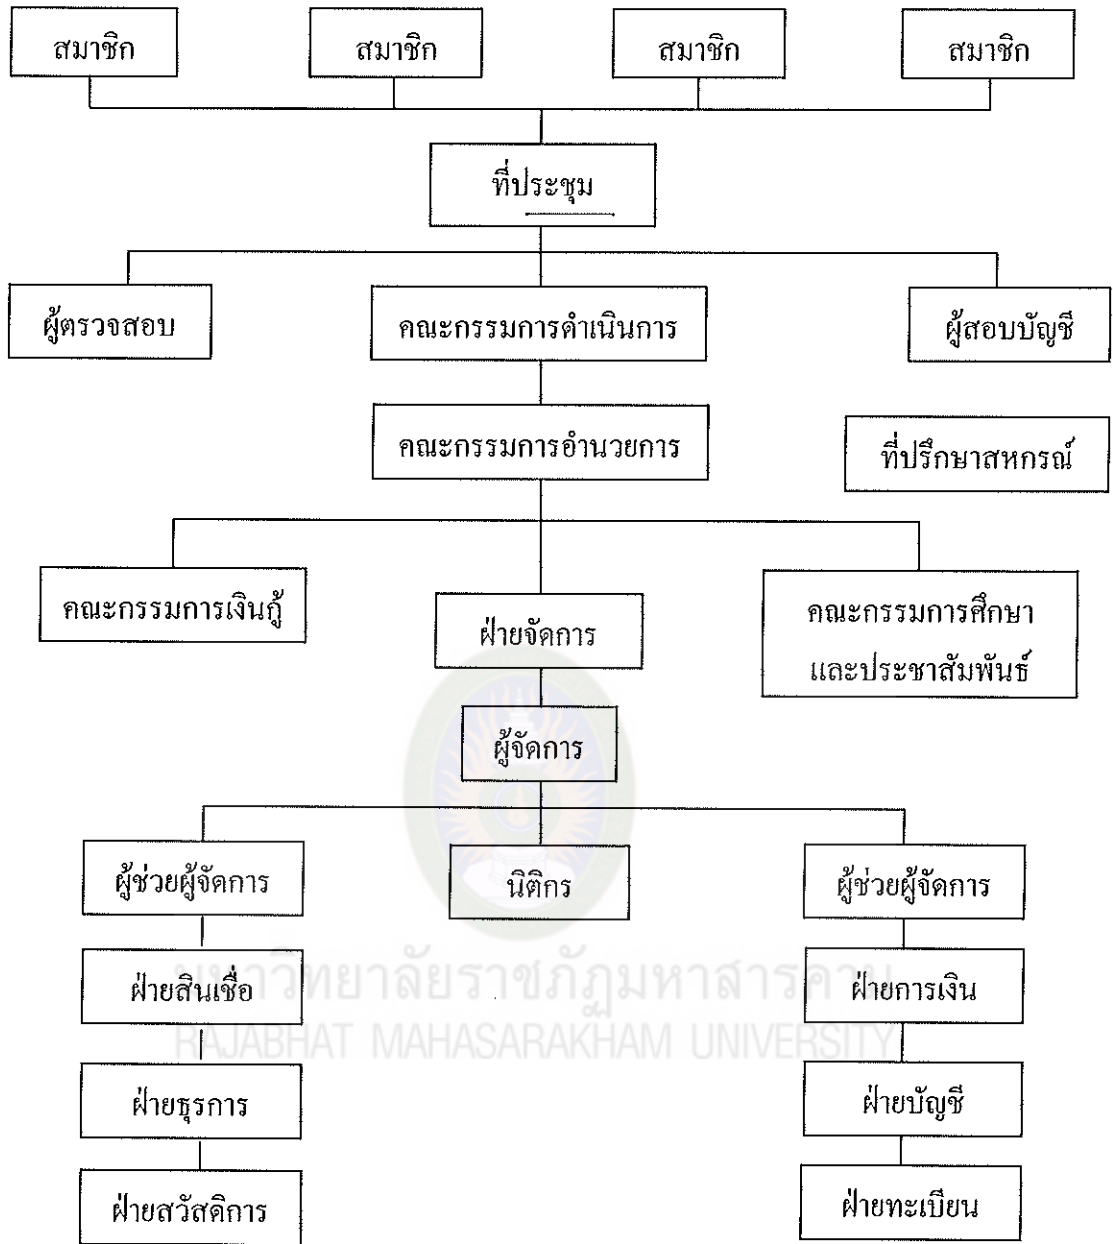 สมาชิก
สมาชิก
สมาชิก
สมาชิก
ที่ประชุม
ผู้ตรวจสอบ
คณะกรรมการดำเนินการ
ผู้สอบบัญชี
คณะกรรมการอำนวยการ
ที่ปรึกษาสหกรณ์
คณะกรรมการเงินกู้
ฝ่ายจัดการ
คณะกรรมการศึกษา
และประชาสัมพันธ์
ผู้จัดการ
ผู้ช่วยผู้จัดการ
นิติกร
ผู้ช่วยผู้จัดการ
ฝ่ายสินเชื่อ
ฝ่ายการเงิน
มหาวิทยาลัยราชภัฏมหาสารคาม
RAJABHAT MAHASARAKHAM UNIVERSITY
ฝ่ายธุรการ
ฝ่ายบัญชี
ฝ่ายสวัสดิการ
ฝ่ายทะเบียน